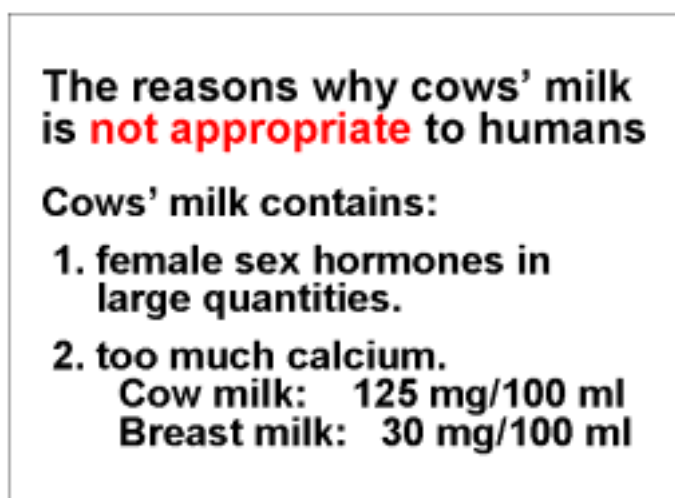 The reasons why cows’ milk
is not appropriate to humans
Cows’ milk contains:
1. female sex hormones in
large quantities.
2. too much calcium.
Cow milk: 125 mg/100 ml
Breast milk: 30 mg/100 ml